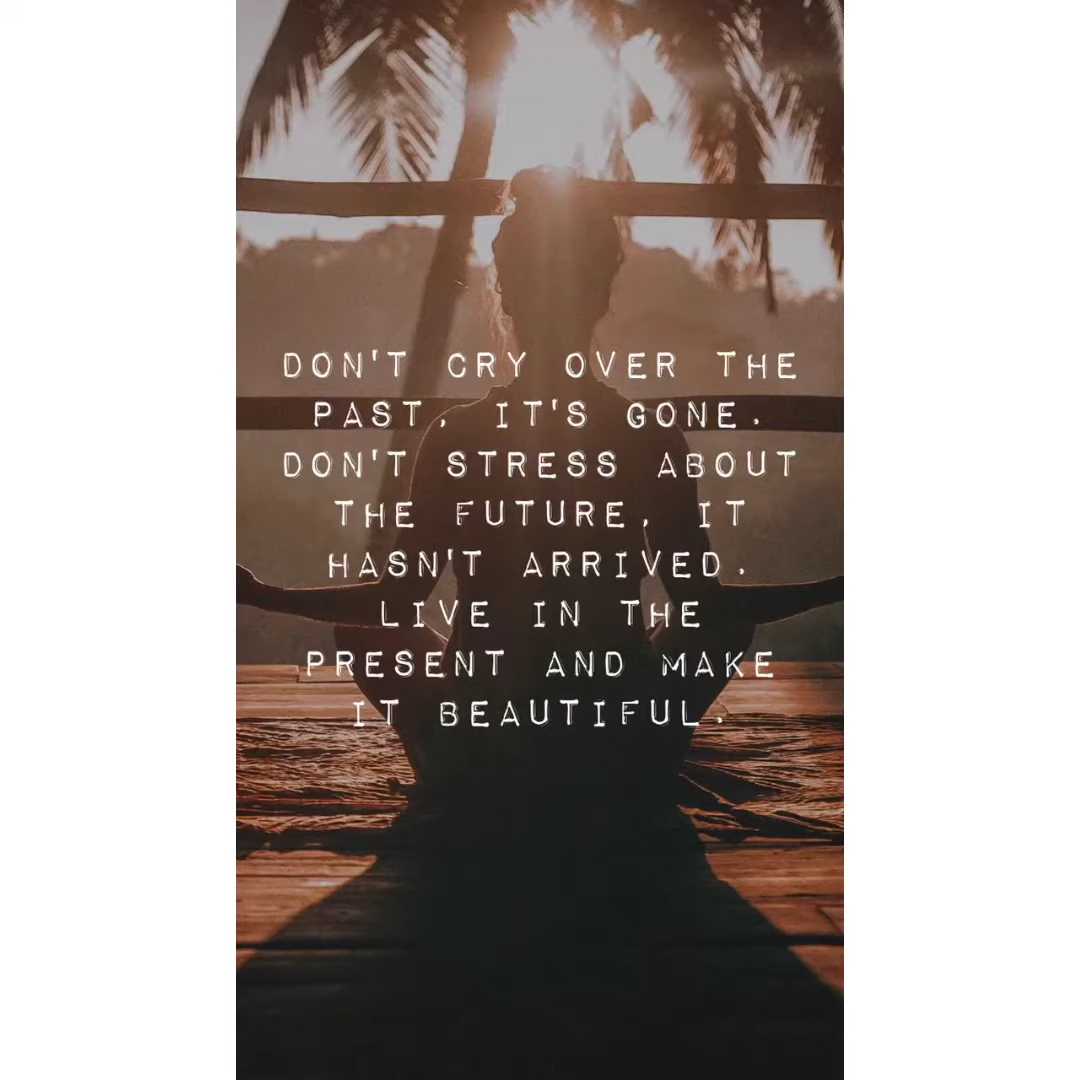 DON'T CRY OVER THE
PAST, IT'S GONE.
DON'T STRESS ABOUT
THE FUTURE, IT
HASN'T ARRIVED.
LIVE IN THE
PRESENT AND MAKE
IT BEAUTIFUL.